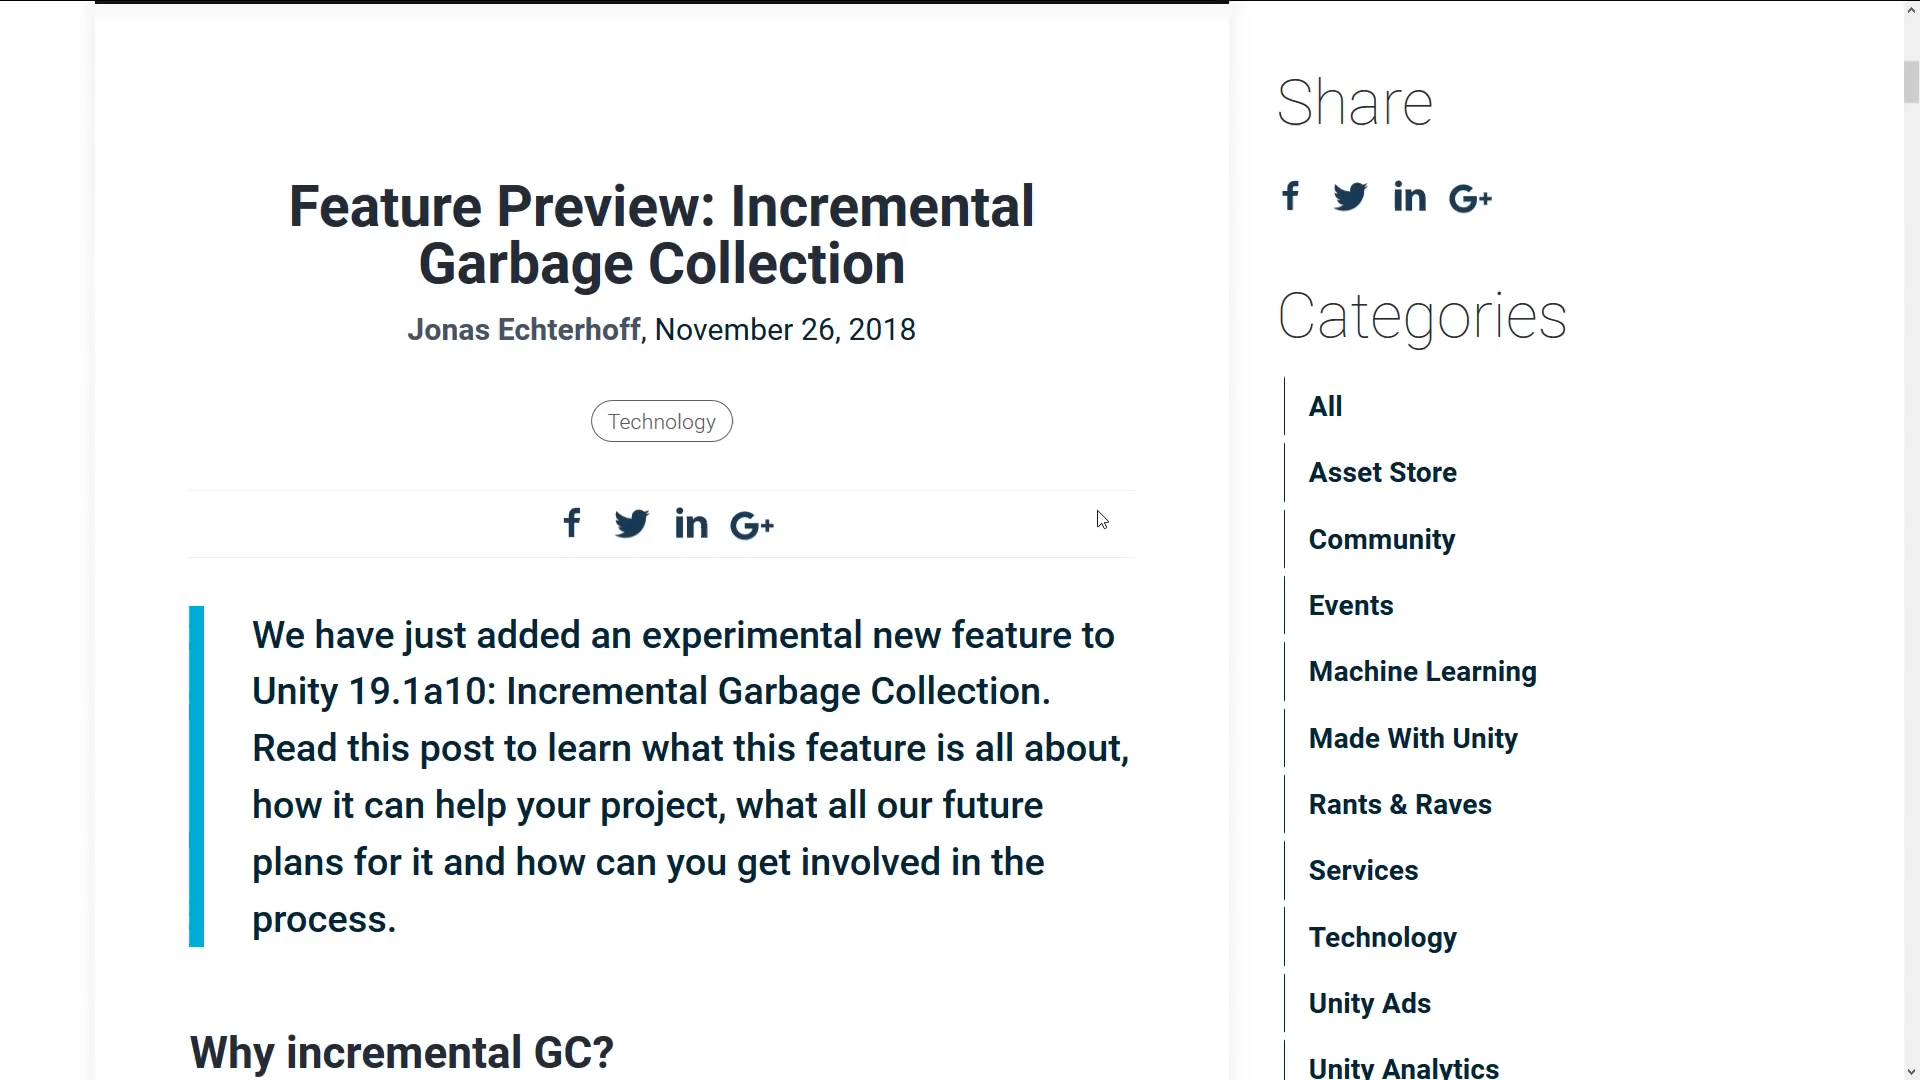 Feature Preview: Incremental
Garbage Collection
Jonas Echterhoff, November 26, 2018
Technology
f in G+
We have just added an experimental new feature to
Unity 19.1a10: Incremental Garbage Collection.
Read this post to learn what this feature is all about,
how it can help your project, what all our future
plans for it and how can you get involved in the
process.
Why incremental GC?
Share
f in G+
Categories
All
Asset Store
Community
Events
Machine Learning
Made With Unity
Rants & Raves
Services
Technology
Unity Ads
Unity Analytics